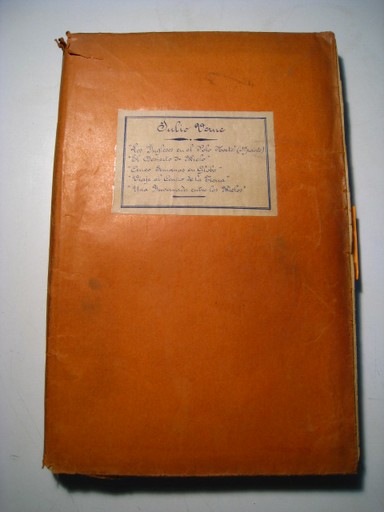 Julio Verne
"Los Ingleses en el Polo Norte" (1ª parte)
"El Desierto de Hielo"
"Cinco Semanas en Globo"
"Viaje al Centro de la Tierra"
"Una Invernada entre los Hielos"